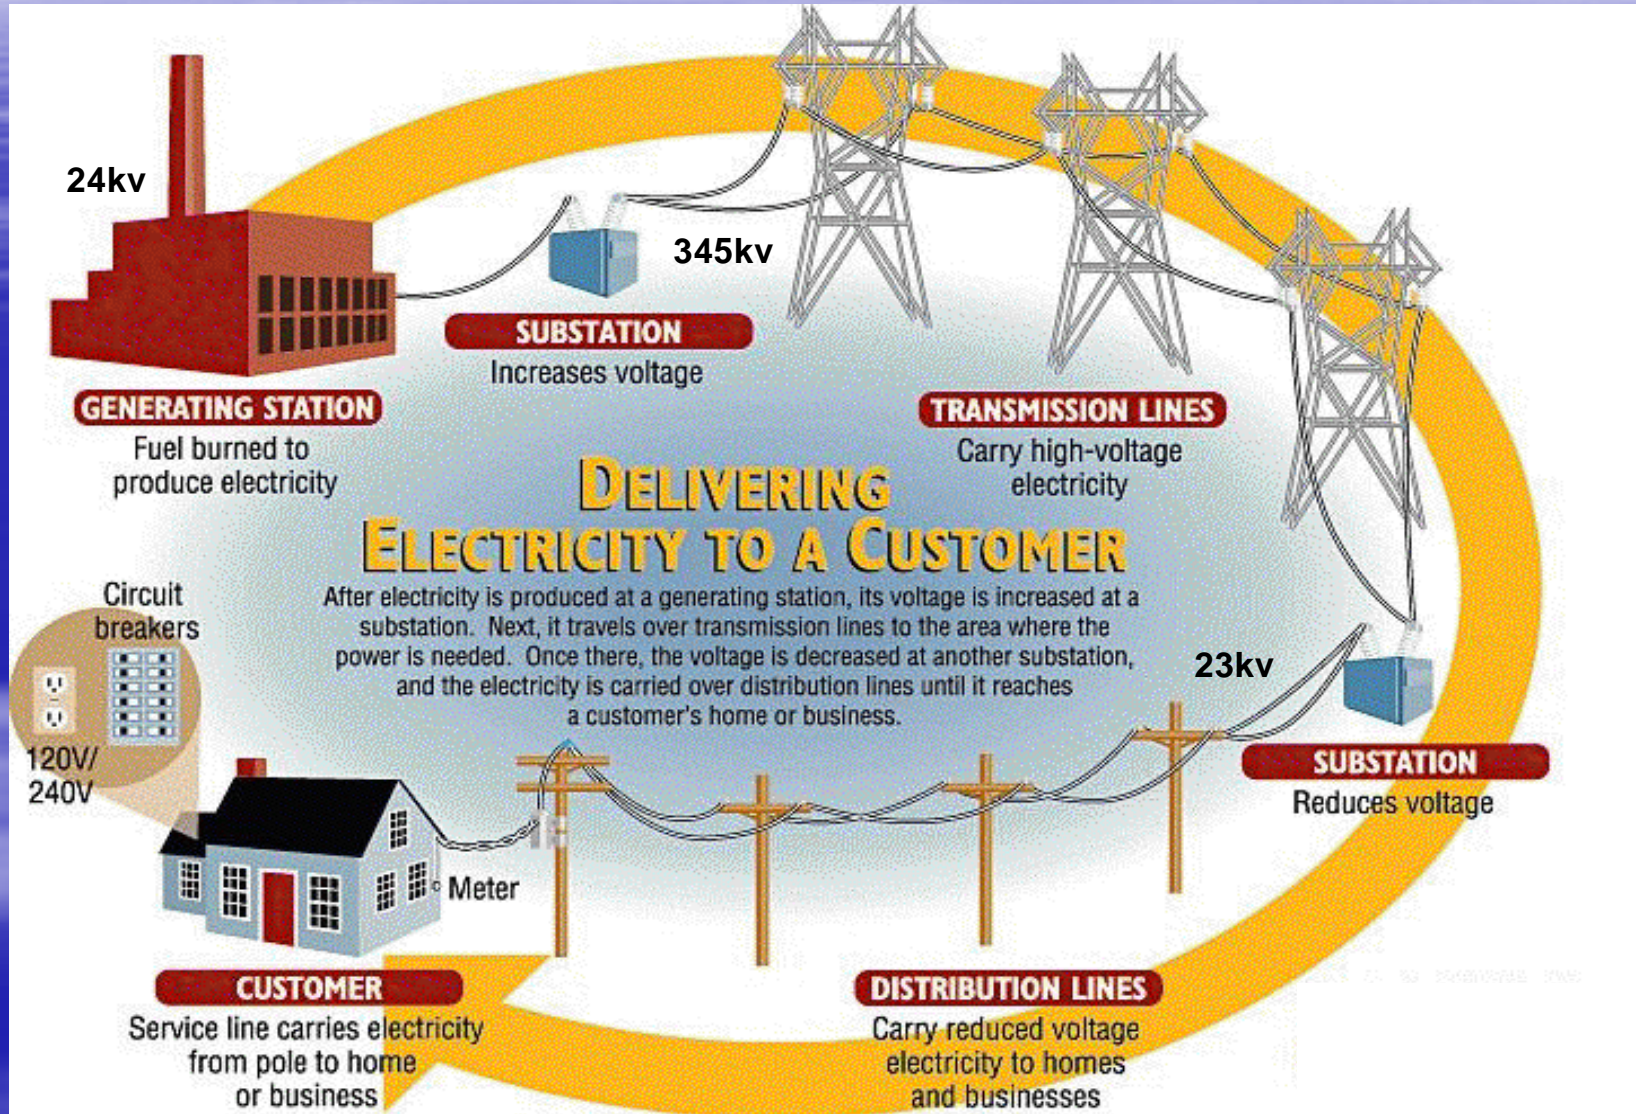 24kv
345kv
SUBSTATION
Increases voltage
GENERATING STATION
Fuel burned to
produce electricity
TRANSMISSION LINES
Carry high-voltage
electricity
DELIVERING
ELECTRICITY TO A CUSTOMER
After electricity is produced at a generating station, its voltage is increased at a
substation. Next, it travels over transmission lines to the area where the
power is needed. Once there, the voltage is decreased at another substation,
and the electricity is carried over distribution lines until it reaches
a customer's home or business.
Circuit
breakers
120V/
240V
23kv
SUBSTATION
Reduces voltage
Meter
CUSTOMER
Service line carries electricity
from pole to home
or business
DISTRIBUTION LINES
Carry reduced voltage
electricity to homes
and businesses